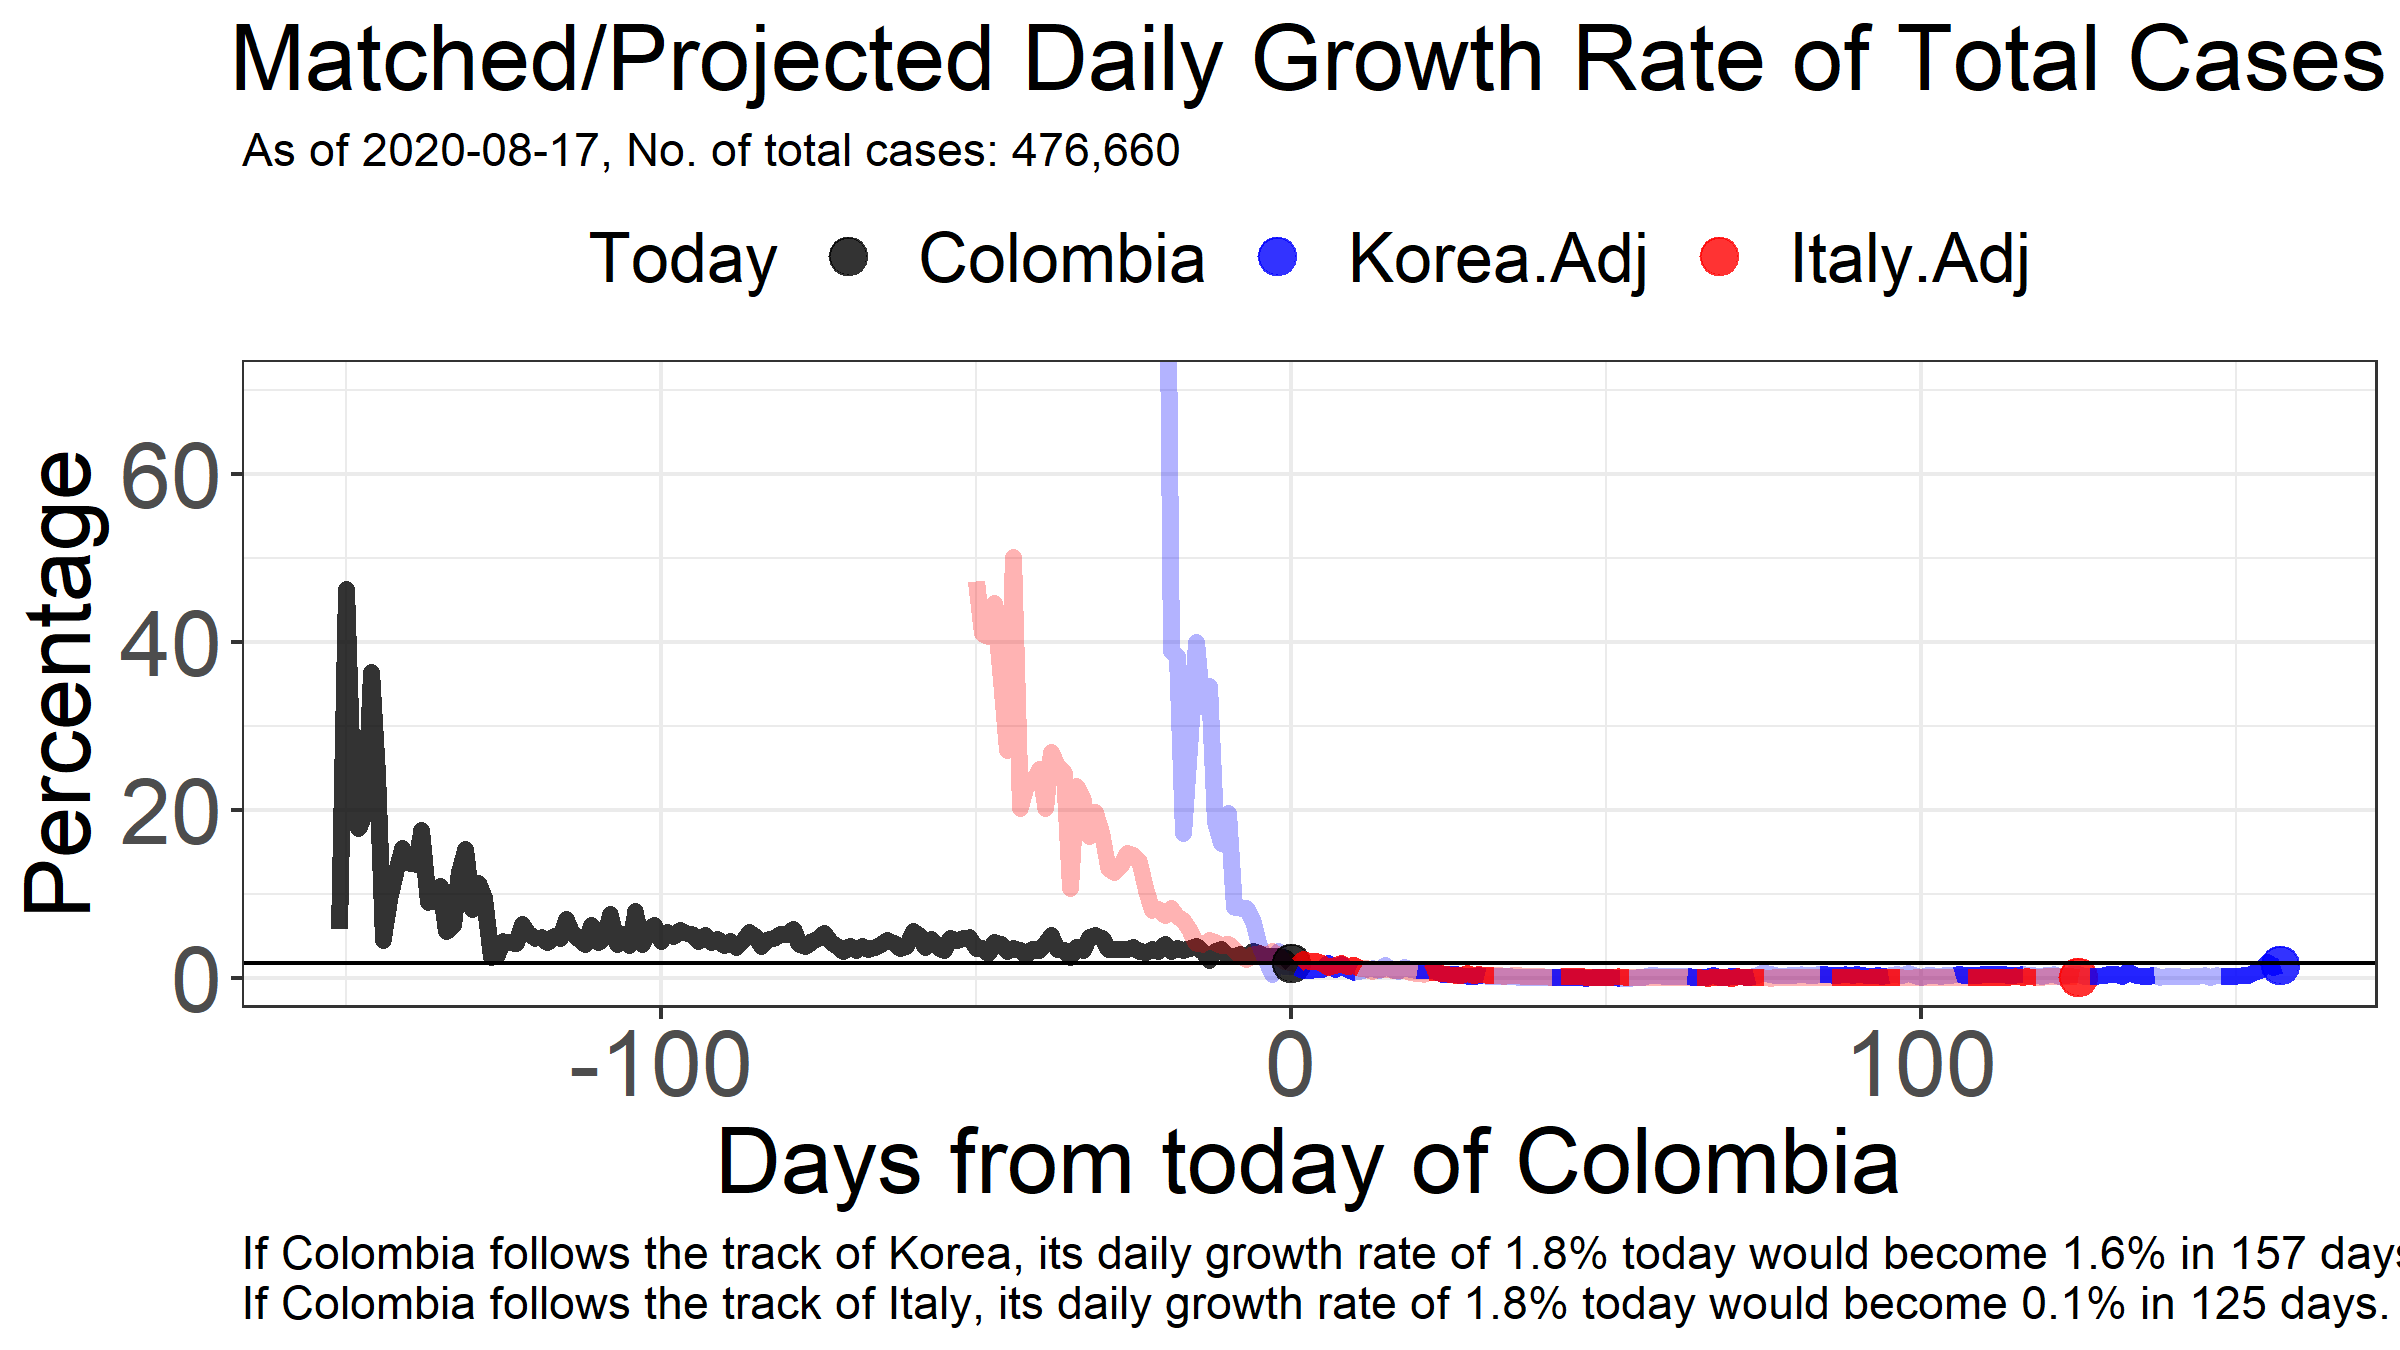 Matched/Projected Daily Growth Rate of Total Cases
As of 2020-08-17, No. of total cases: 476,660
Today Colombia Korea.Adj Italy.Adj
Percentage
60
40
20
0
-100 0 100
Days from today of Colombia
If Colombia follows the track of Korea, its daily growth rate of 1.8% today would become 1.6% in 157 days
If Colombia follows the track of Italy, its daily growth rate of 1.8% today would become 0.1% in 125 days.